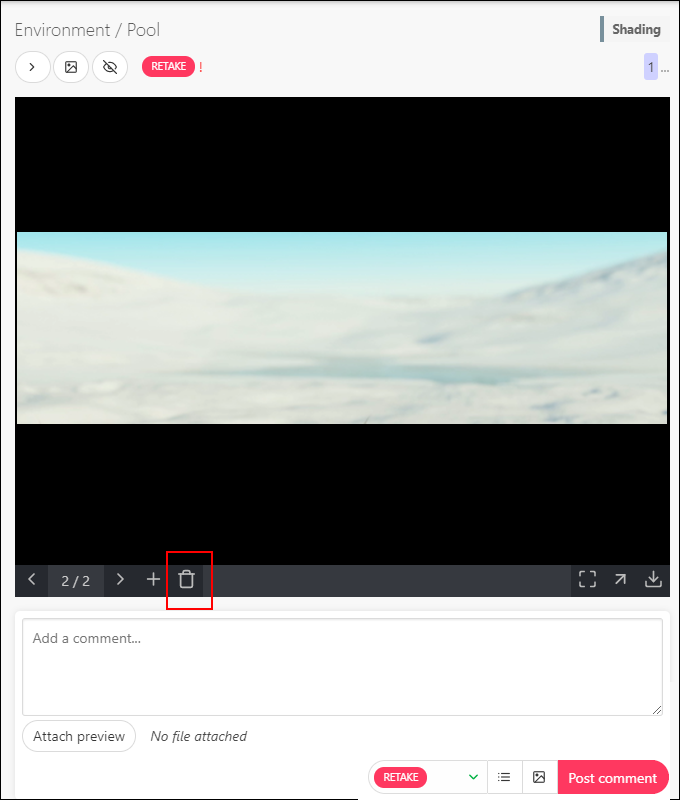 Environment / Pool
Shading
RETAKE !
1 ...
2 / 2
Add a comment...
Attach preview
No file attached
RETAKE
Post comment